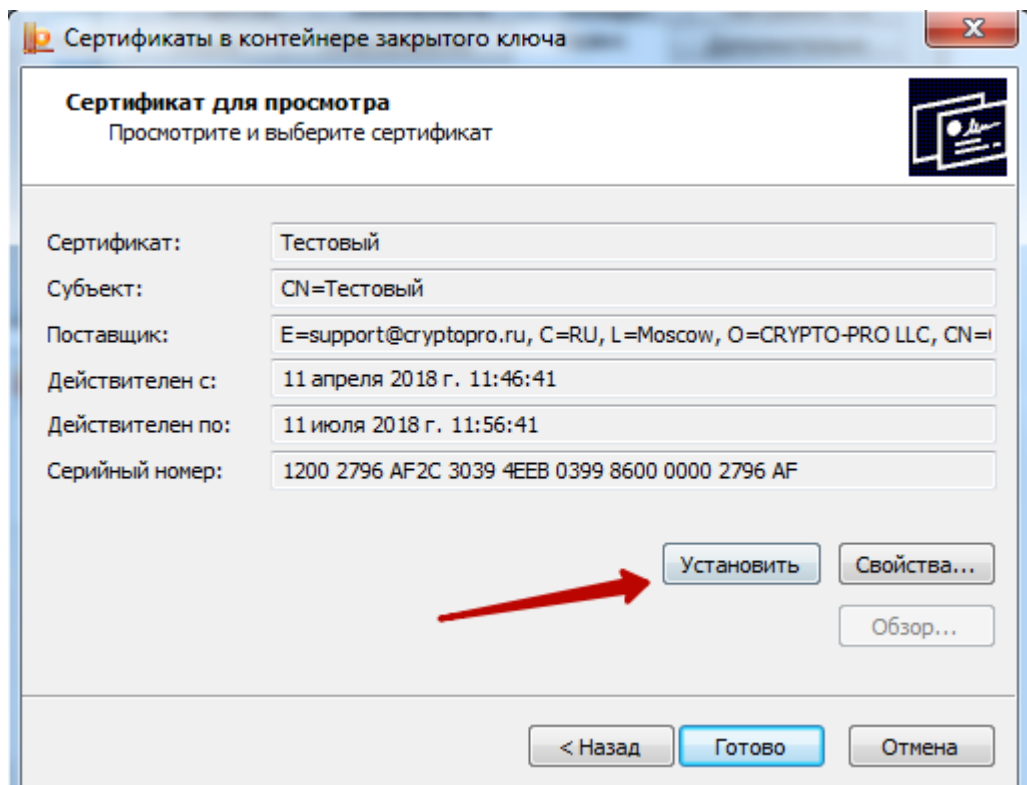 Сертификаты в контейнере закрытого ключа
Сертификат для просмотра
Просмотрите и выберите сертификат
Сертификат: Тестовый
Субъект: CN=Тестовый
Поставщик: E=support@cryptopro.ru, C=RU, L=Moscow, O=CRYPTO-PRO LLC, CN=
Действителен с: 11 апреля 2018 г. 11:46:41
Действителен по: 11 июля 2018 г. 11:56:41
Серийный номер: 1200 2796 AF2C 3039 4EEB 0399 8600 0000 2796 AF
Установить Свойства...
Обзор...
< Назад Готово Отмена